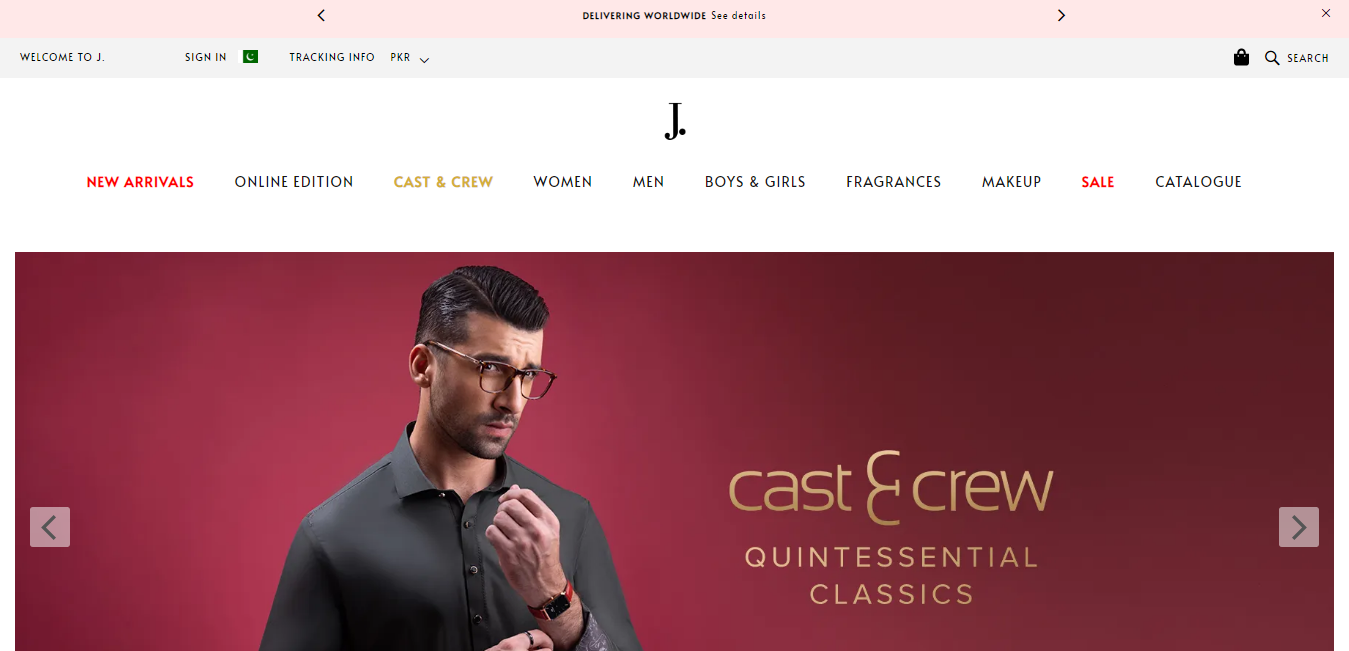 DELIVERING WORLDWIDE See details
WELCOME TO J. SIGN IN TRACKING INFO PKR SEARCH
J.
NEW ARRIVALS ONLINE EDITION CAST & CREW WOMEN MEN BOYS & GIRLS FRAGRANCES MAKEUP SALE CATALOGUE
cast & crew
QUINTESSENTIAL
CLASSICS